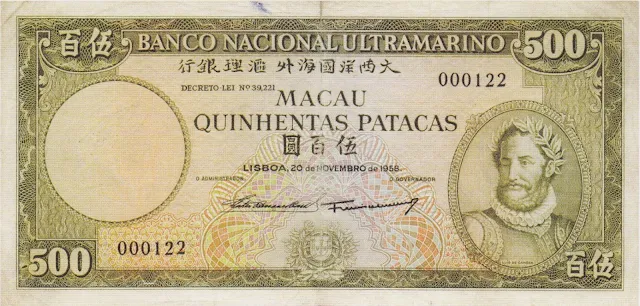 伍百
BANCO NACIONAL ULTRAMARINO
500
大西洋國海外滙理銀行
DECRETO-LEI Nº 39.221
000122
MACAU
QUINHENTAS PATACAS
伍百圓
LISBOA, 20 DE NOVEMBRO DE 1958
O ADMINISTRADOR
O GOVERNADOR
000122
500
伍百